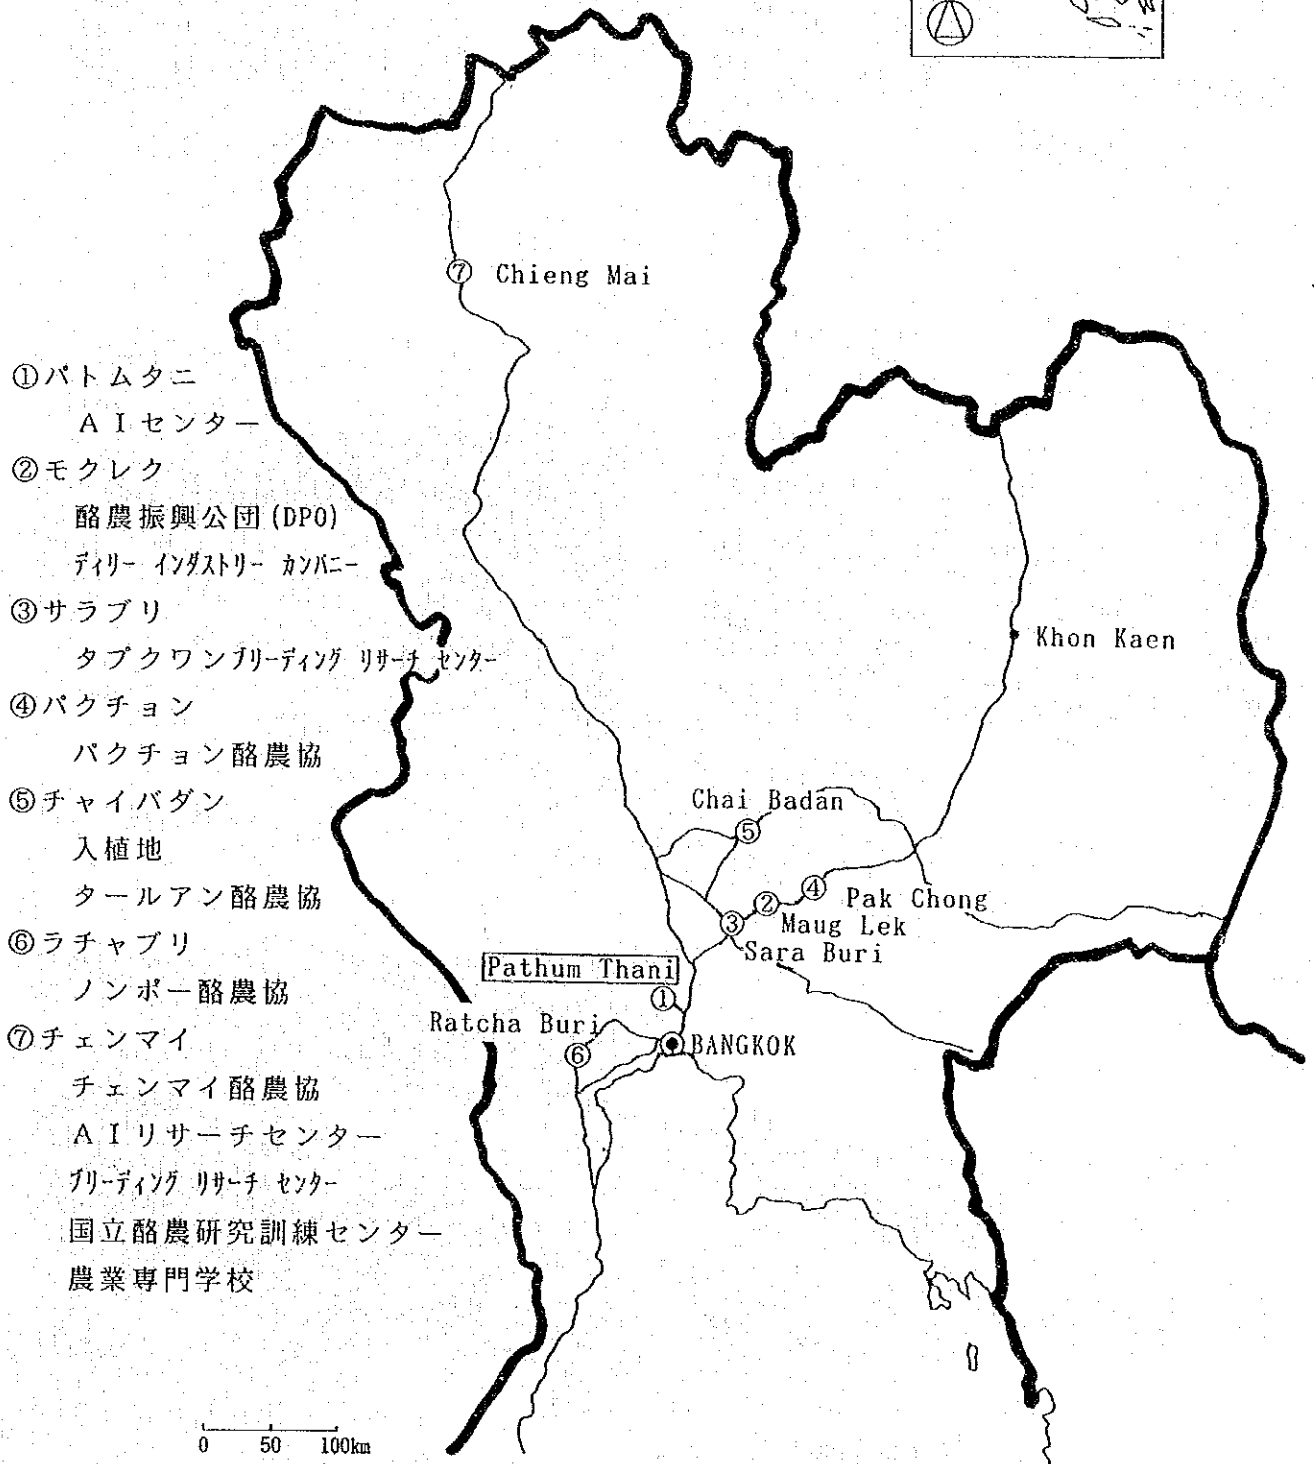 ⑦ Chieng Mai
①パトムタニ
AIセンター
②モクレク
酪農振興公団(DPO)
ディリー インダストリー カンパニー
③サラブリ
タプクワンブリーディング リサーチ センター
④パクチョン
パクチョン酪農協
⑤チャイバダン
入植地
タールアン酪農協
⑥ラチャブリ
ノンポー酪農協
⑦チェンマイ
チェンマイ酪農協
AIリサーチセンター
ブリーディング リサーチ センター
国立酪農研究訓練センター
農業専門学校
Khon Kaen
Chai Badan
⑤
④ Pak Chong
② Maug Lek
③ Sara Buri
Pathum Thani
①
Ratcha Buri
⑥
BANGKOK
0 50 100km